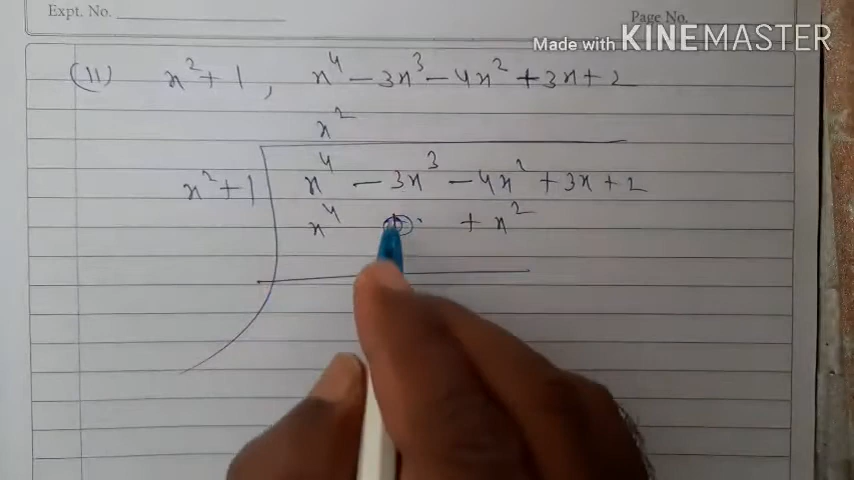 Expt. No.
Page No.
Made with KINEMASTER
(11) x² + 1, x⁴ - 3x³ - 4x² + 3x + 2
x²
x² + 1 x⁴ - 3x³ - 4x² + 3x + 2
x⁴ + x²